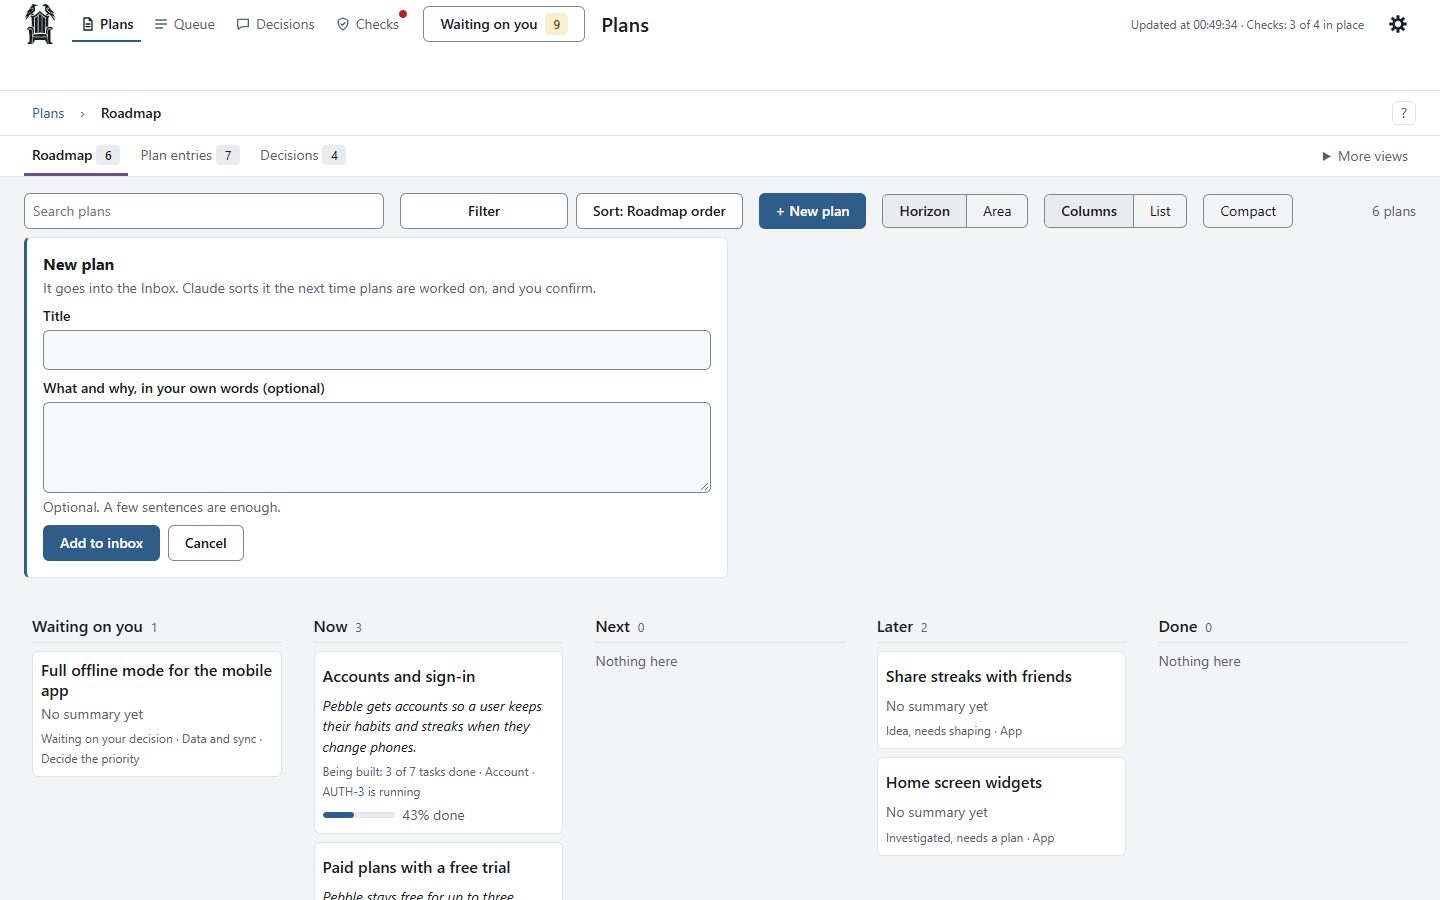 Plans
Queue
Decisions
Checks
Waiting on you 9
Plans
Updated at 00:49:34 · Checks: 3 of 4 in place
Plans › Roadmap
?
Roadmap 6
Plan entries 7
Decisions 4
▶ More views
Search plans
Filter
Sort: Roadmap order
+ New plan
Horizon
Area
Columns
List
Compact
6 plans
New plan
It goes into the Inbox. Claude sorts it the next time plans are worked on, and you confirm.
Title
What and why, in your own words (optional)
Optional. A few sentences are enough.
Add to inbox
Cancel
Waiting on you 1
Full offline mode for the mobile
app
No summary yet
Waiting on your decision · Data and sync ·
Decide the priority
Now 3
Accounts and sign-in
Pebble gets accounts so a user keeps
their habits and streaks when they
change phones.
Being built: 3 of 7 tasks done · Account ·
AUTH-3 is running
43% done
Paid plans with a free trial
Pebble stays free for up to three
Next 0
Nothing here
Later 2
Share streaks with friends
No summary yet
Idea, needs shaping · App
Home screen widgets
No summary yet
Investigated, needs a plan · App
Done 0
Nothing here